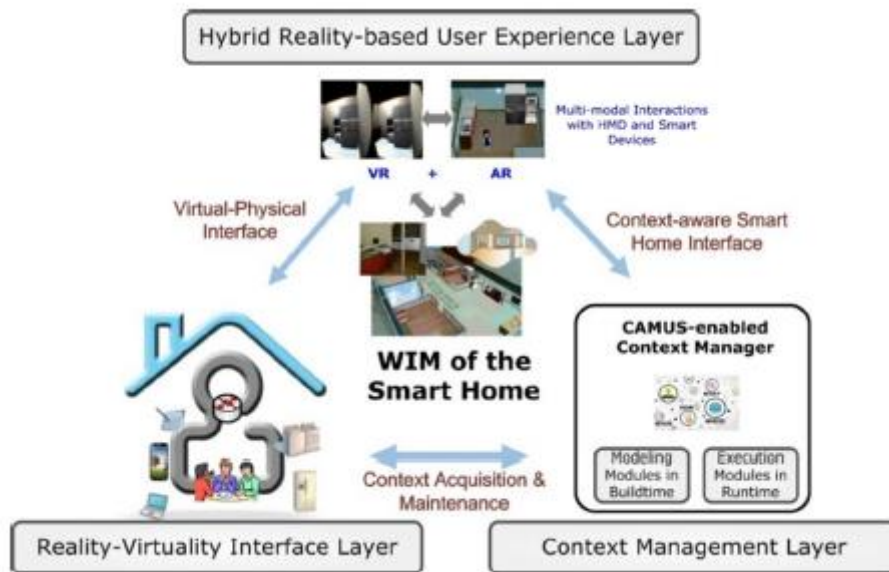 Hybrid Reality-based User Experience Layer
Multi-modal Interactions
with HMD and Smart
Devices
VR + AR
Virtual-Physical
Interface
Context-aware Smart
Home Interface
WIM of the
Smart Home
CAMUS-enabled
Context Manager
Modeling
Modules in
Buildtime
Execution
Modules in
Runtime
Context Acquisition &
Maintenance
Reality-Virtuality Interface Layer
Context Management Layer